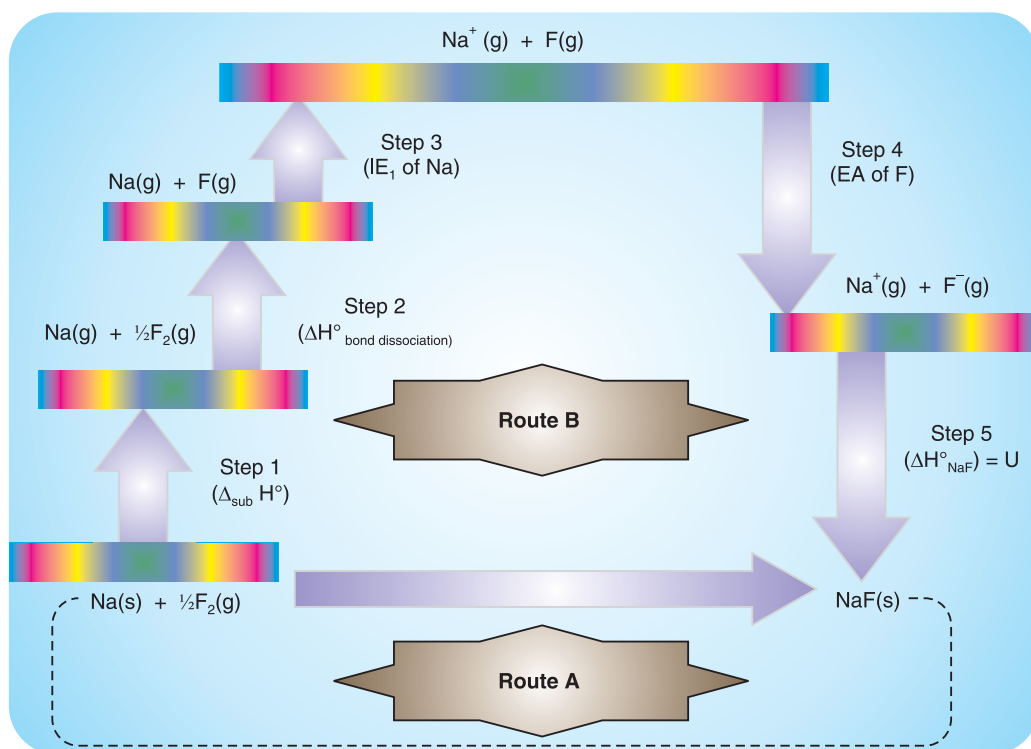 Na⁺ (g) + F(g)
Step 3
(IE₁ of Na)
Step 4
(EA of F)
Na(g) + F(g)
Na⁺(g) + F⁻(g)
Step 2
(ΔH° bond dissociation)
Na(g) + ½F₂(g)
Route B
Step 5
(ΔH°NaF) = U
Step 1
(Δsub H°)
Na(s) + ½F₂(g)
NaF(s)
Route A